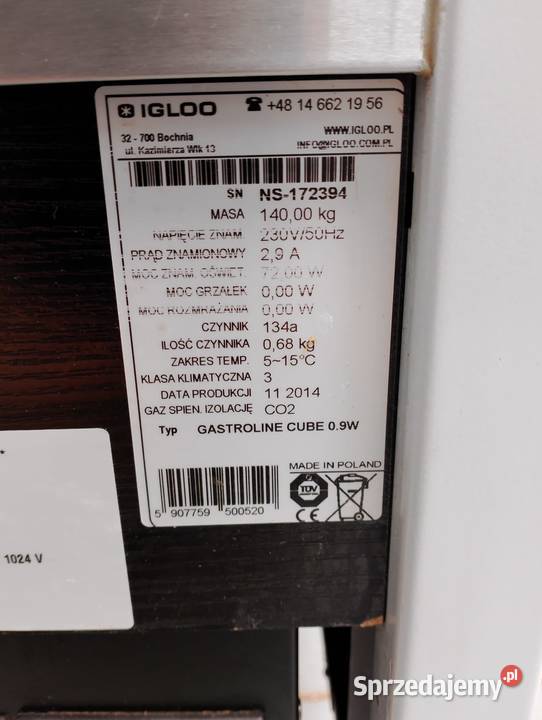 IGLOO ☎ +48 14 662 19 56
32 - 700 Bochnia WWW.IGLOO.PL
ul. Kazimierza Wlk 13 INFO@IGLOO.COM.PL
SN NS-172394
MASA 140,00 kg
NAPIĘCIE ZNAM. 230V/50Hz
PRĄD ZNAMIONOWY 2,9 A
MOC ZNAM. OŚWIET. 72,00 W
MOC GRZAŁEK 0,00 W
MOC ROZMRAŻANIA 0,00 W
CZYNNIK 134a
ILOŚĆ CZYNNIKA 0,68 kg
ZAKRES TEMP. 5~15°C
KLASA KLIMATYCZNA 3
DATA PRODUKCJI 11 2014
GAZ SPIEN. IZOLACJĘ CO2
Typ GASTROLINE CUBE 0.9W
MADE IN POLAND
TÜV
CE
5 907759 500520
1024 V
Sprzedajemy.pl